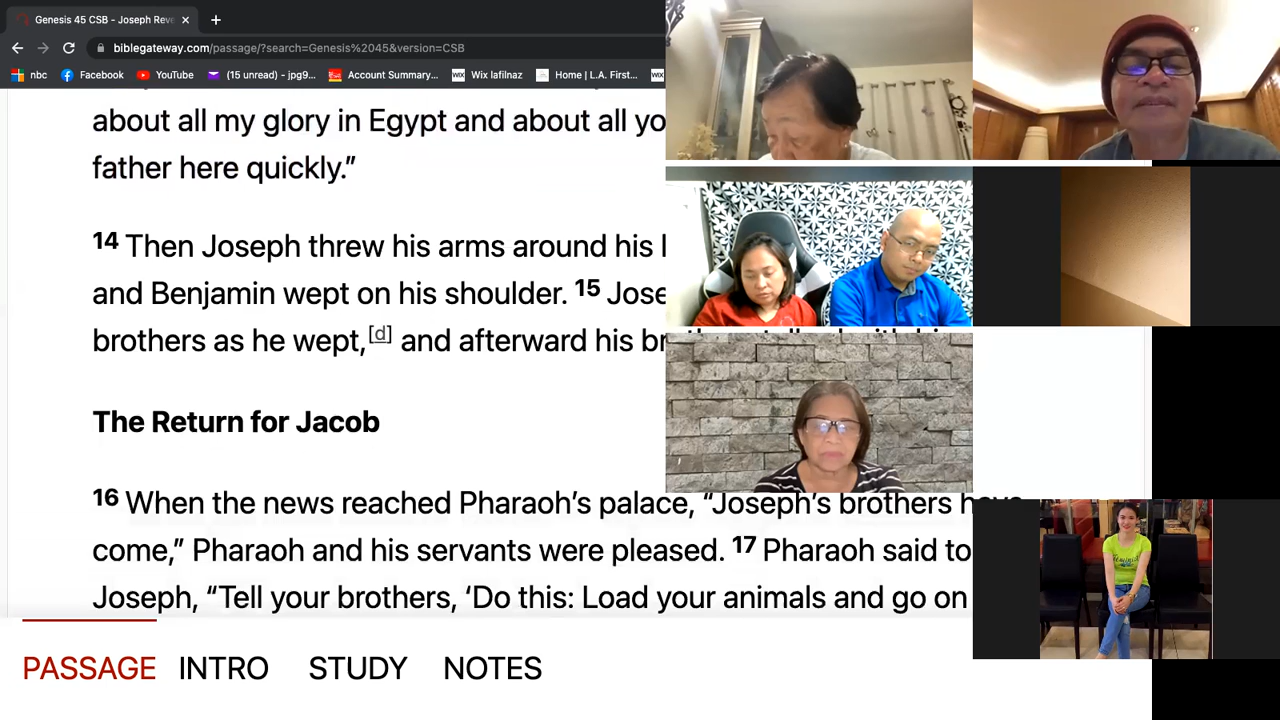 Genesis 45 CSB - Joseph Reve
biblegateway.com/passage/?search=Genesis%2045&version=CSB
nbc Facebook YouTube (15 unread) - jpg9... Account Summary... Wix lafilnaz Home | L.A. First...
about all my glory in Egypt and about all yo
father here quickly.”
14 Then Joseph threw his arms around his
and Benjamin wept on his shoulder. 15 Jose
brothers as he wept,[d] and afterward his br
The Return for Jacob
16 When the news reached Pharaoh’s palace, “Joseph’s brothers have
come,” Pharaoh and his servants were pleased. 17 Pharaoh said to
Joseph, “Tell your brothers, ‘Do this: Load your animals and go on
PASSAGE INTRO STUDY NOTES